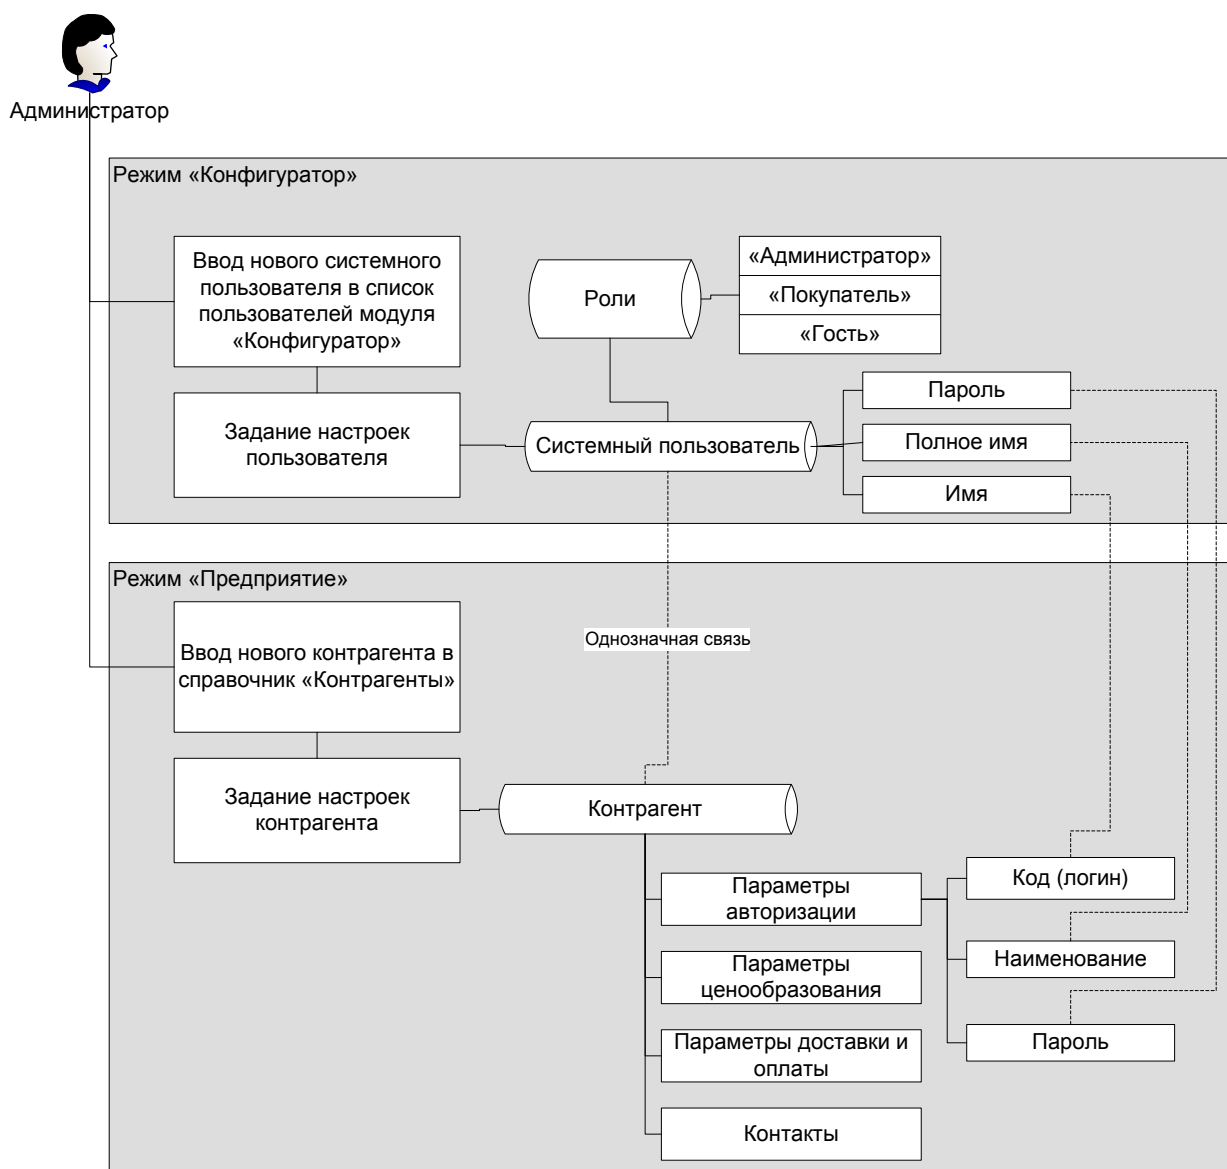 Администратор
Режим «Конфигуратор»
Ввод нового системного
пользователя в список
пользователей модуля
«Конфигуратор»
Роли
«Администратор»
«Покупатель»
«Гость»
Задание настроек
пользователя
Системный пользователь
Пароль
Полное имя
Имя
Режим «Предприятие»
Ввод нового контрагента в
справочник «Контрагенты»
Однозначная связь
Задание настроек
контрагента
Контрагент
Параметры
авторизации
Параметры
ценообразования
Параметры доставки и
оплаты
Контакты
Код (логин)
Наименование
Пароль